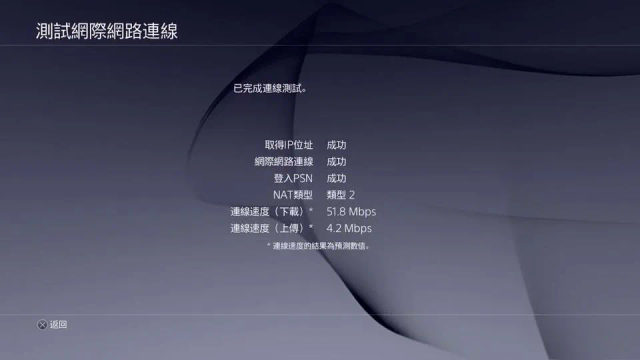 測試網際網路連線
已完成連線測試。
取得IP位址 成功
網際網路連線 成功
登入PSN 成功
NAT類型 類型 2
連線速度（下載）* 51.8 Mbps
連線速度（上傳）* 4.2 Mbps
* 連線速度的結果為預測數值。
返回